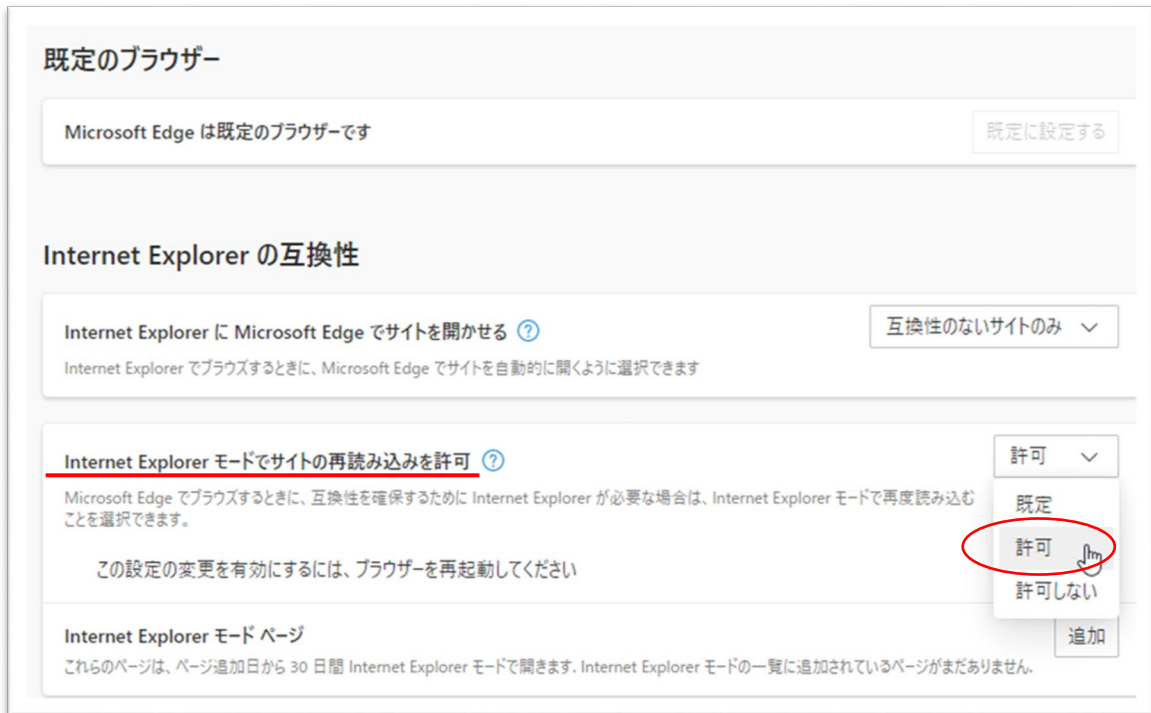 既定のブラウザー
Microsoft Edge は既定のブラウザーです
既定に設定する
Internet Explorer の互換性
Internet Explorer に Microsoft Edge でサイトを開かせる
互換性のないサイトのみ
Internet Explorer でブラウズするときに、Microsoft Edge でサイトを自動的に開くように選択できます
Internet Explorer モードでサイトの再読み込みを許可
許可
Microsoft Edge でブラウズするときに、互換性を確保するために Internet Explorer が必要な場合は、Internet Explorer モードで再度読み込む
ことを選択できます。
既定
許可
許可しない
この設定の変更を有効にするには、ブラウザーを再起動してください
Internet Explorer モード ページ
追加
これらのページは、ページ追加日から 30 日間 Internet Explorer モードで開きます. Internet Explorer モードの一覧に追加されているページがまだありません.